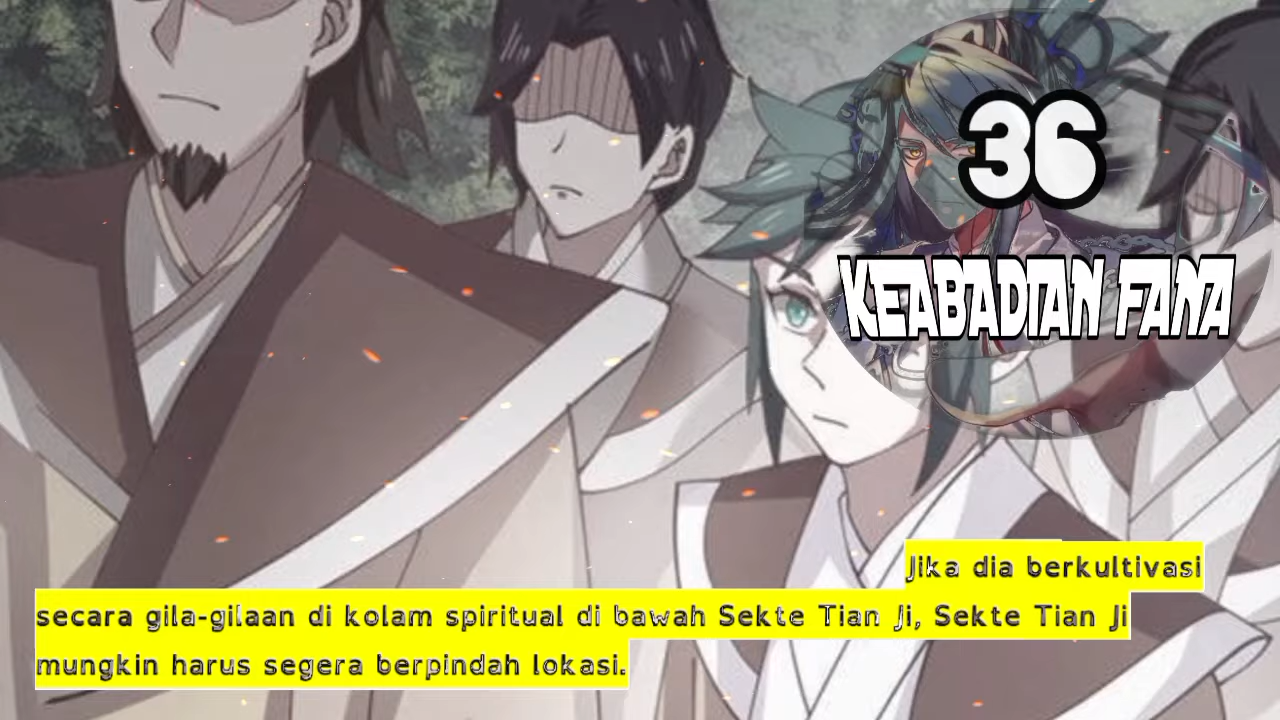 36
KEABADIAN FANA
Jika dia berkultivasi
secara gila-gilaan di kolam spiritual di bawah Sekte Tian Ji, Sekte Tian Ji
mungkin harus segera berpindah lokasi.